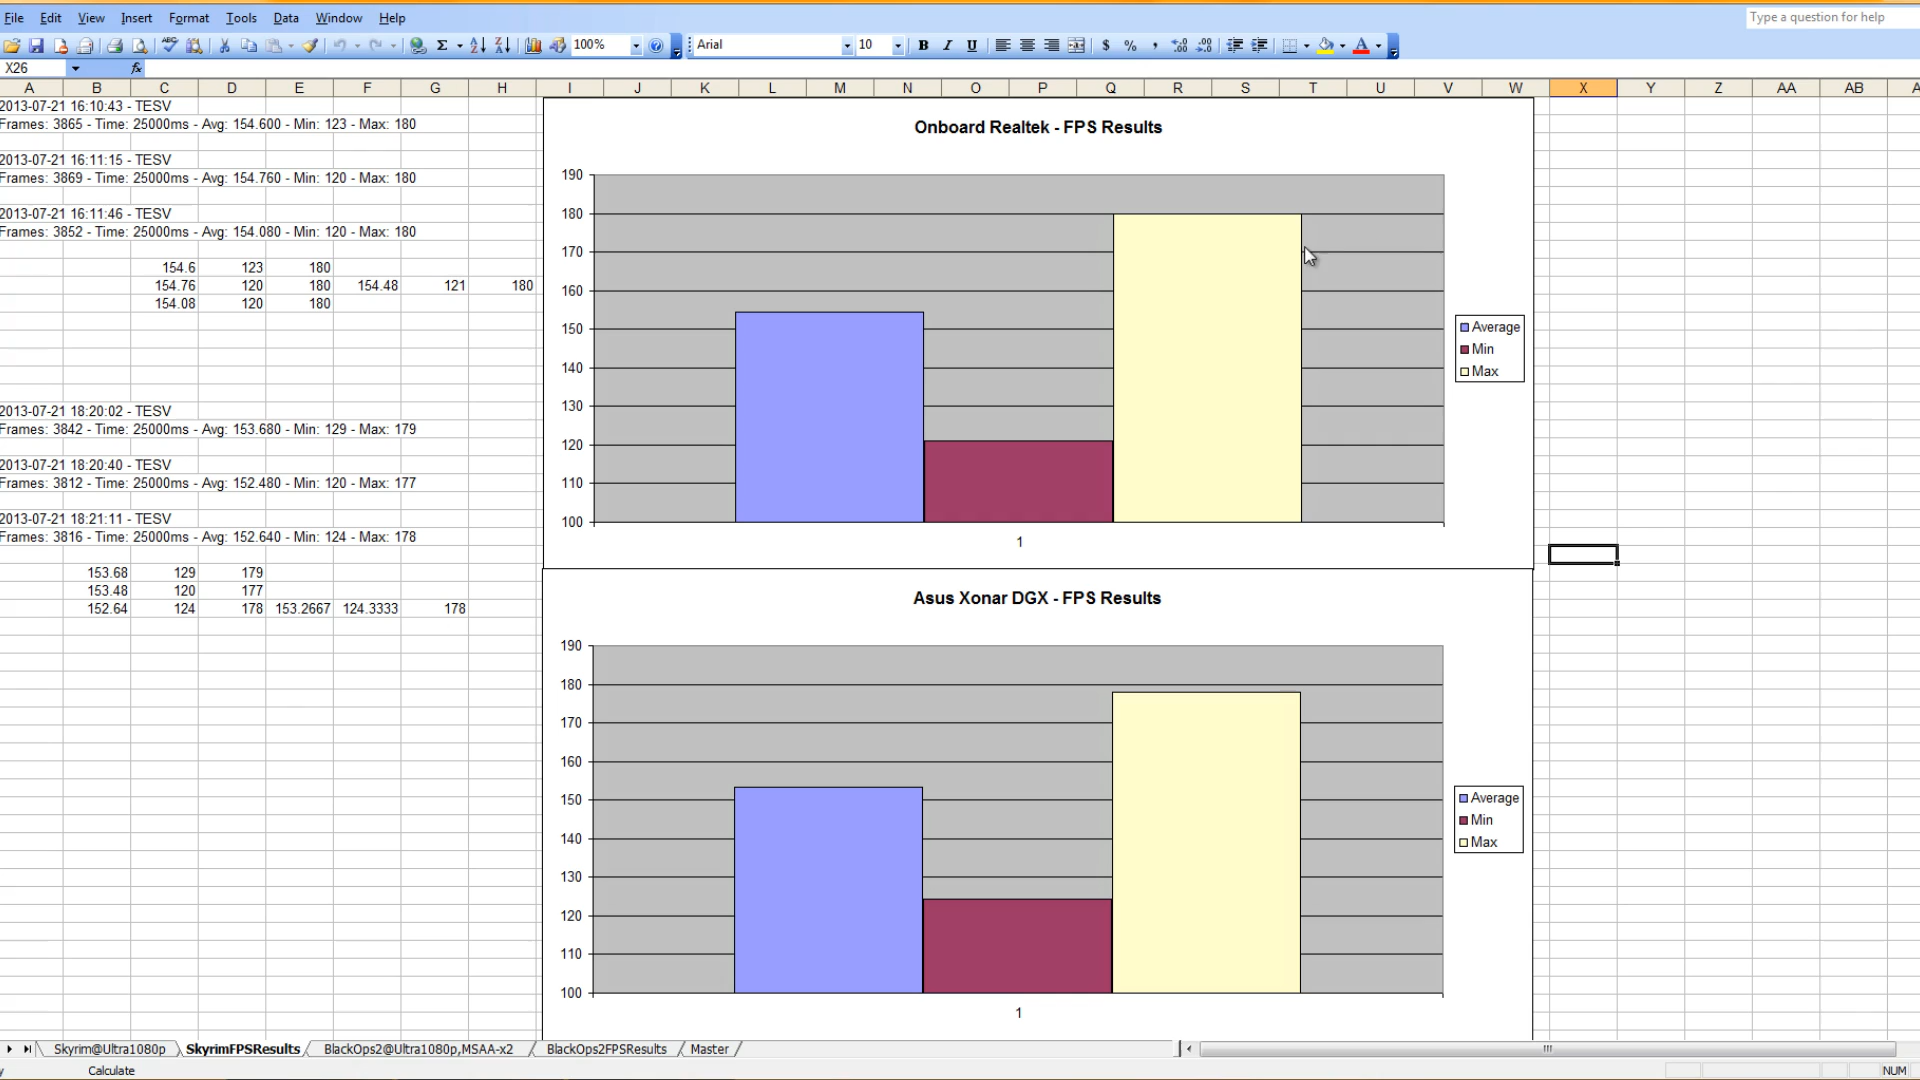 File Edit View Insert Format Tools Data Window Help Type a question for help
100% Arial 10 B I U $ % ,
X26 fx
A B C D E F G H I J K L M N O P Q R S T U V W X Y Z AA AB
2013-07-21 16:10:43 - TESV
Frames: 3865 - Time: 25000ms - Avg: 154.600 - Min: 123 - Max: 180
2013-07-21 16:11:15 - TESV
Frames: 3869 - Time: 25000ms - Avg: 154.760 - Min: 120 - Max: 180
2013-07-21 16:11:46 - TESV
Frames: 3852 - Time: 25000ms - Avg: 154.080 - Min: 120 - Max: 180
154.6 123 180
154.76 120 180 154.48 121 180
154.08 120 180
2013-07-21 18:20:02 - TESV
Frames: 3842 - Time: 25000ms - Avg: 153.680 - Min: 129 - Max: 179
2013-07-21 18:20:40 - TESV
Frames: 3812 - Time: 25000ms - Avg: 152.480 - Min: 120 - Max: 177
2013-07-21 18:21:11 - TESV
Frames: 3816 - Time: 25000ms - Avg: 152.640 - Min: 124 - Max: 178
153.68 129 179
153.48 120 177
152.64 124 178 153.2667 124.3333 178
Onboard Realtek - FPS Results
190
180
170
160
150
140
130
120
110
100
1
Average
Min
Max
Asus Xonar DGX - FPS Results
190
180
170
160
150
140
130
120
110
100
1
Average
Min
Max
Skyrim@Ultra1080p SkyrimFPSResults BlackOps2@Ultra1080p,MSAA-x2 BlackOps2FPSResults Master
Calculate NUM